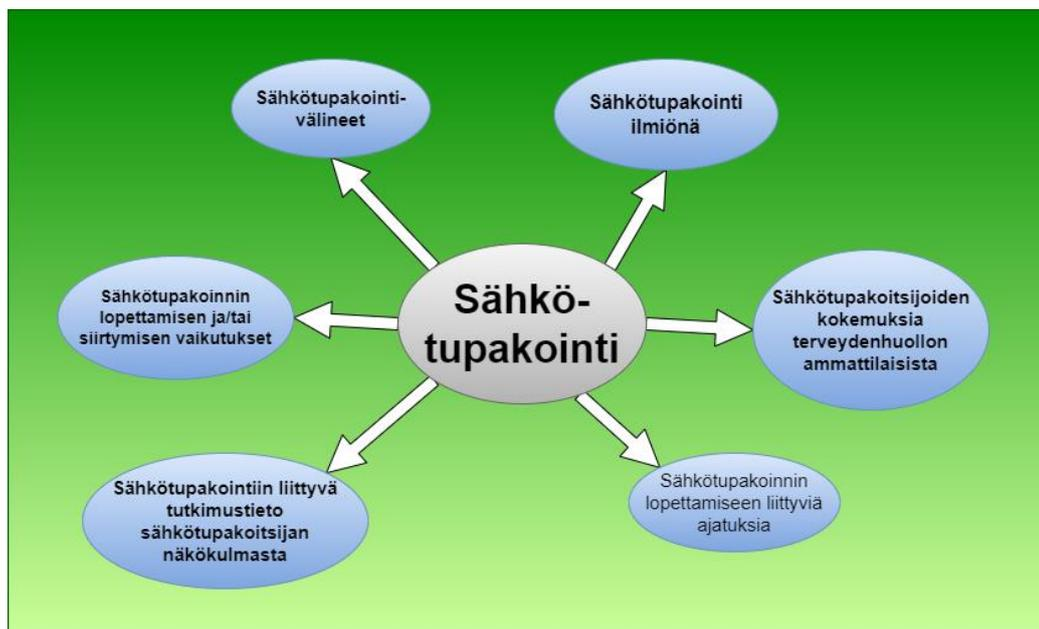 Sähkötupakointi-
välineet
Sähkötupakointi
ilmiönä
Sähkötupakoinnin
lopettamisen ja/tai
siirtymisen vaikutukset
Sähkö-
tupakointi
Sähkötupakoitsijoiden
kokemuksia
terveydenhuollon
ammattilaisista
Sähkötupakointiin liittyvä
tutkimustieto
sähkötupakoitsijan
näkökulmasta
Sähkötupakoinnin
lopettamiseen liittyviä
ajatuksia